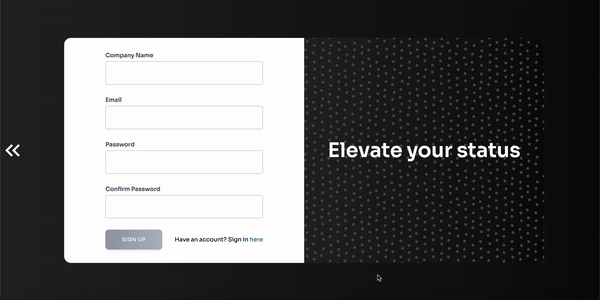 Company Name
Email
Password
Confirm Password
SIGN UP
Have an account? Sign In here
Elevate your status